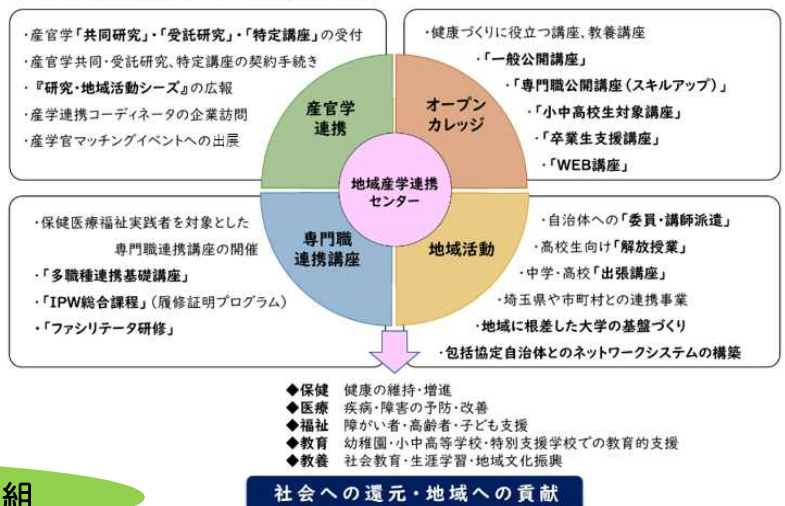 ・産官学「共同研究」・「受託研究」・「特定講座」の受付
・産官学共同・受託研究、特定講座の契約手続き
・『研究・地域活動シーズ』の広報
・産学連携コーディネータの企業訪問
・産学官マッチングイベントへの出展
産官学
連携
オープン
カレッジ
・健康づくりに役立つ講座、教養講座
・「一般公開講座」
・「専門職公開講座（スキルアップ）」
・「小中高校生対象講座」
・「卒業生支援講座」
・「WEB講座」
地域産学連携
センター
・保健医療福祉実践者を対象とした
専門職連携講座の開催
・「多職種連携基礎講座」
・「IPW総合課程」（履修証明プログラム）
・「ファシリテータ研修」
専門職
連携講座
地域活動
・自治体への「委員・講師派遣」
・高校生向け「解放授業」
・中学・高校「出張講座」
・埼玉県や市町村との連携事業
・地域に根差した大学の基盤づくり
・包括協定自治体とのネットワークシステムの構築
◆保健 健康の維持・増進
◆医療 疾病・障害の予防・改善
◆福祉 障がい者・高齢者・子ども支援
◆教育 幼稚園・小中高等学校・特別支援学校での教育的支援
◆教養 社会教育・生涯学習・地域文化振興
組
社会への還元・地域への貢献